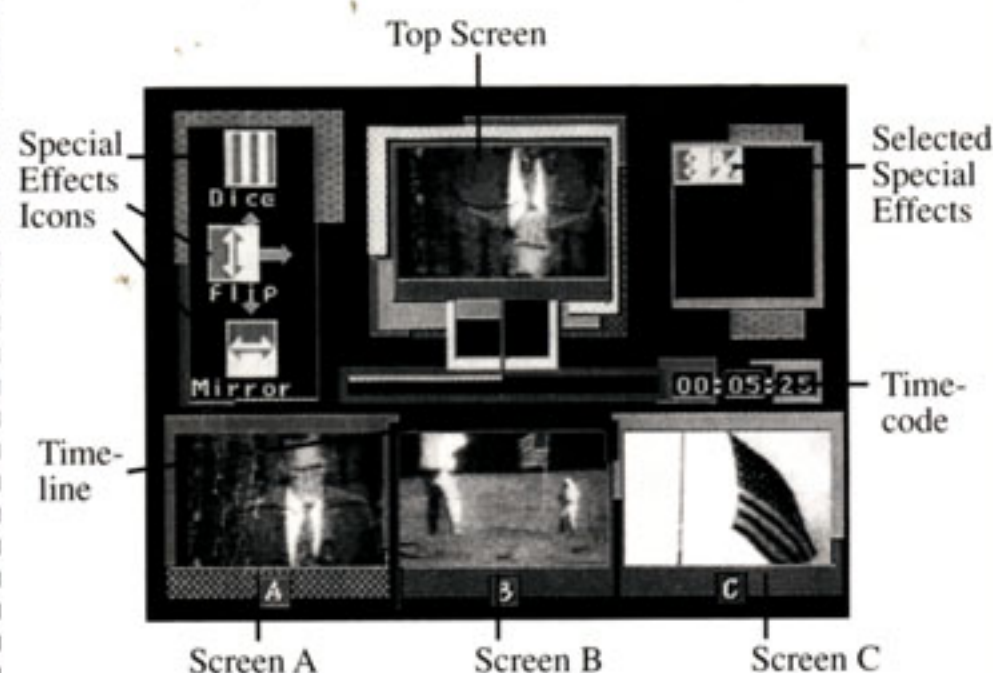 Top Screen
Special
Effects
Icons
Dice
Flip
Mirror
Selected
Special
Effects
00:05:25
Time-
code
Time-
line
A
B
C
Screen A
Screen B
Screen C